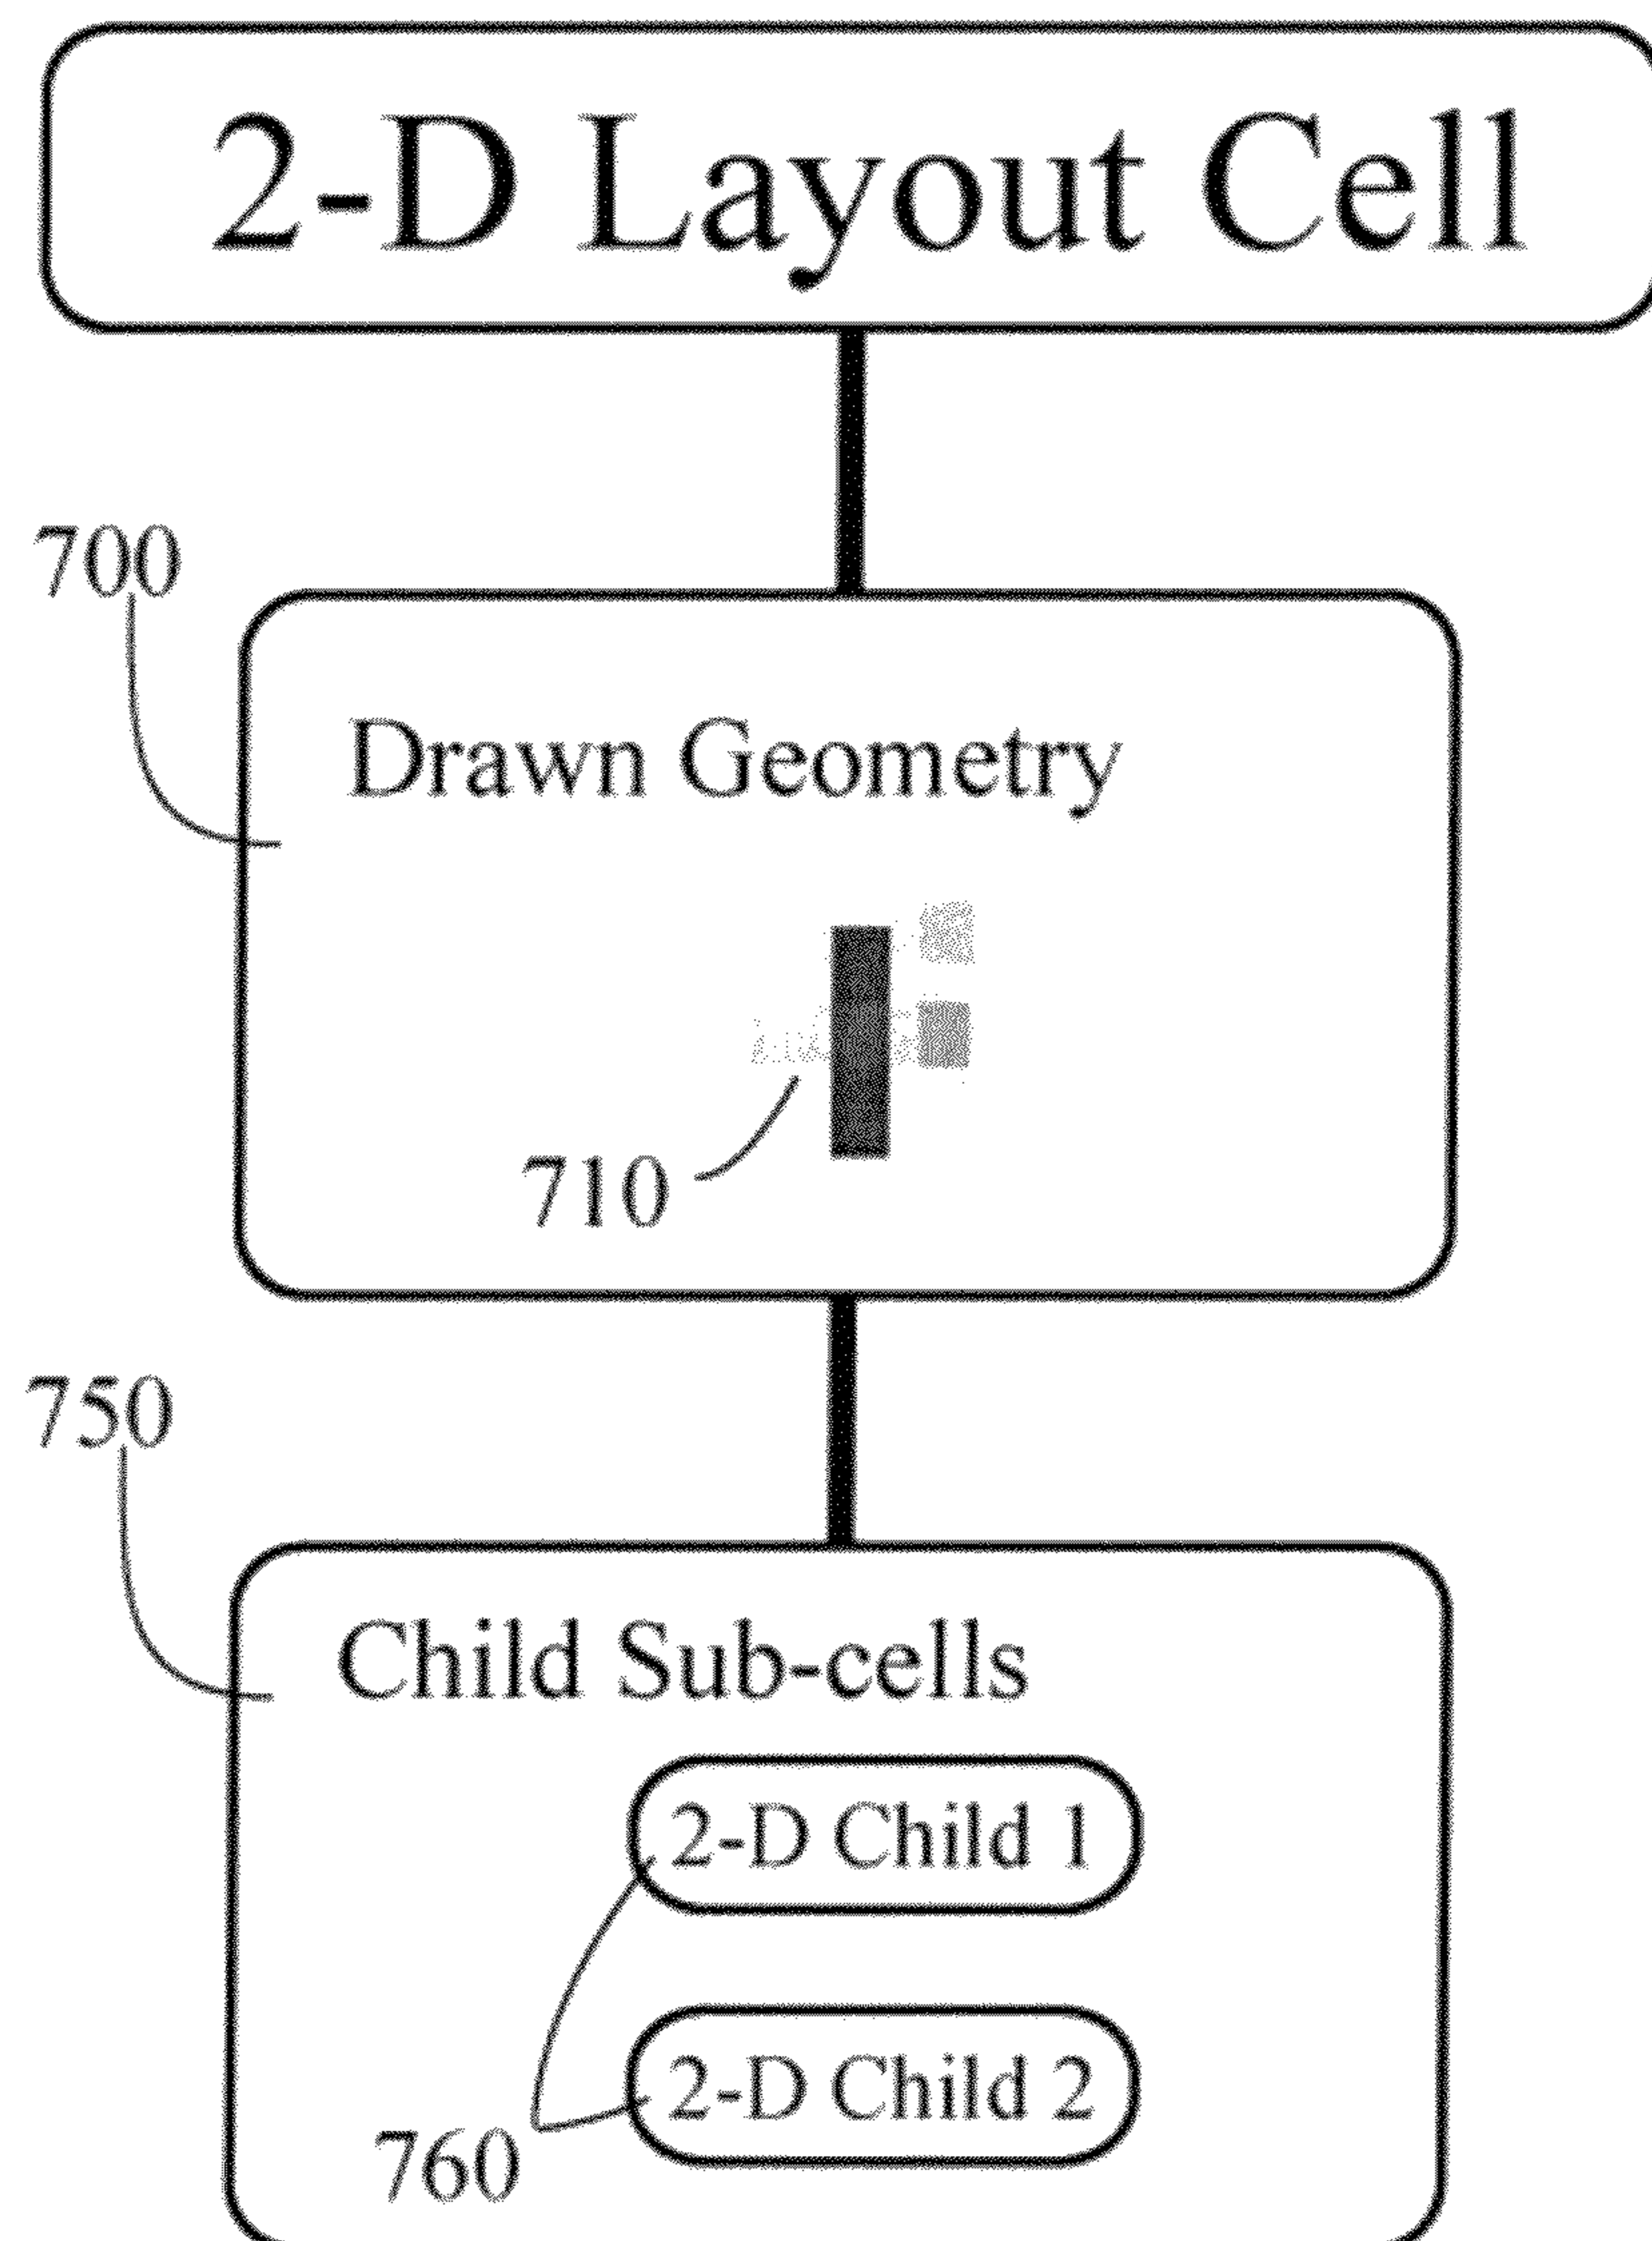 2-D Layout Cell
700
Drawn Geometry
710
750
Child Sub-cells
2-D Child 1
2-D Child 2
760